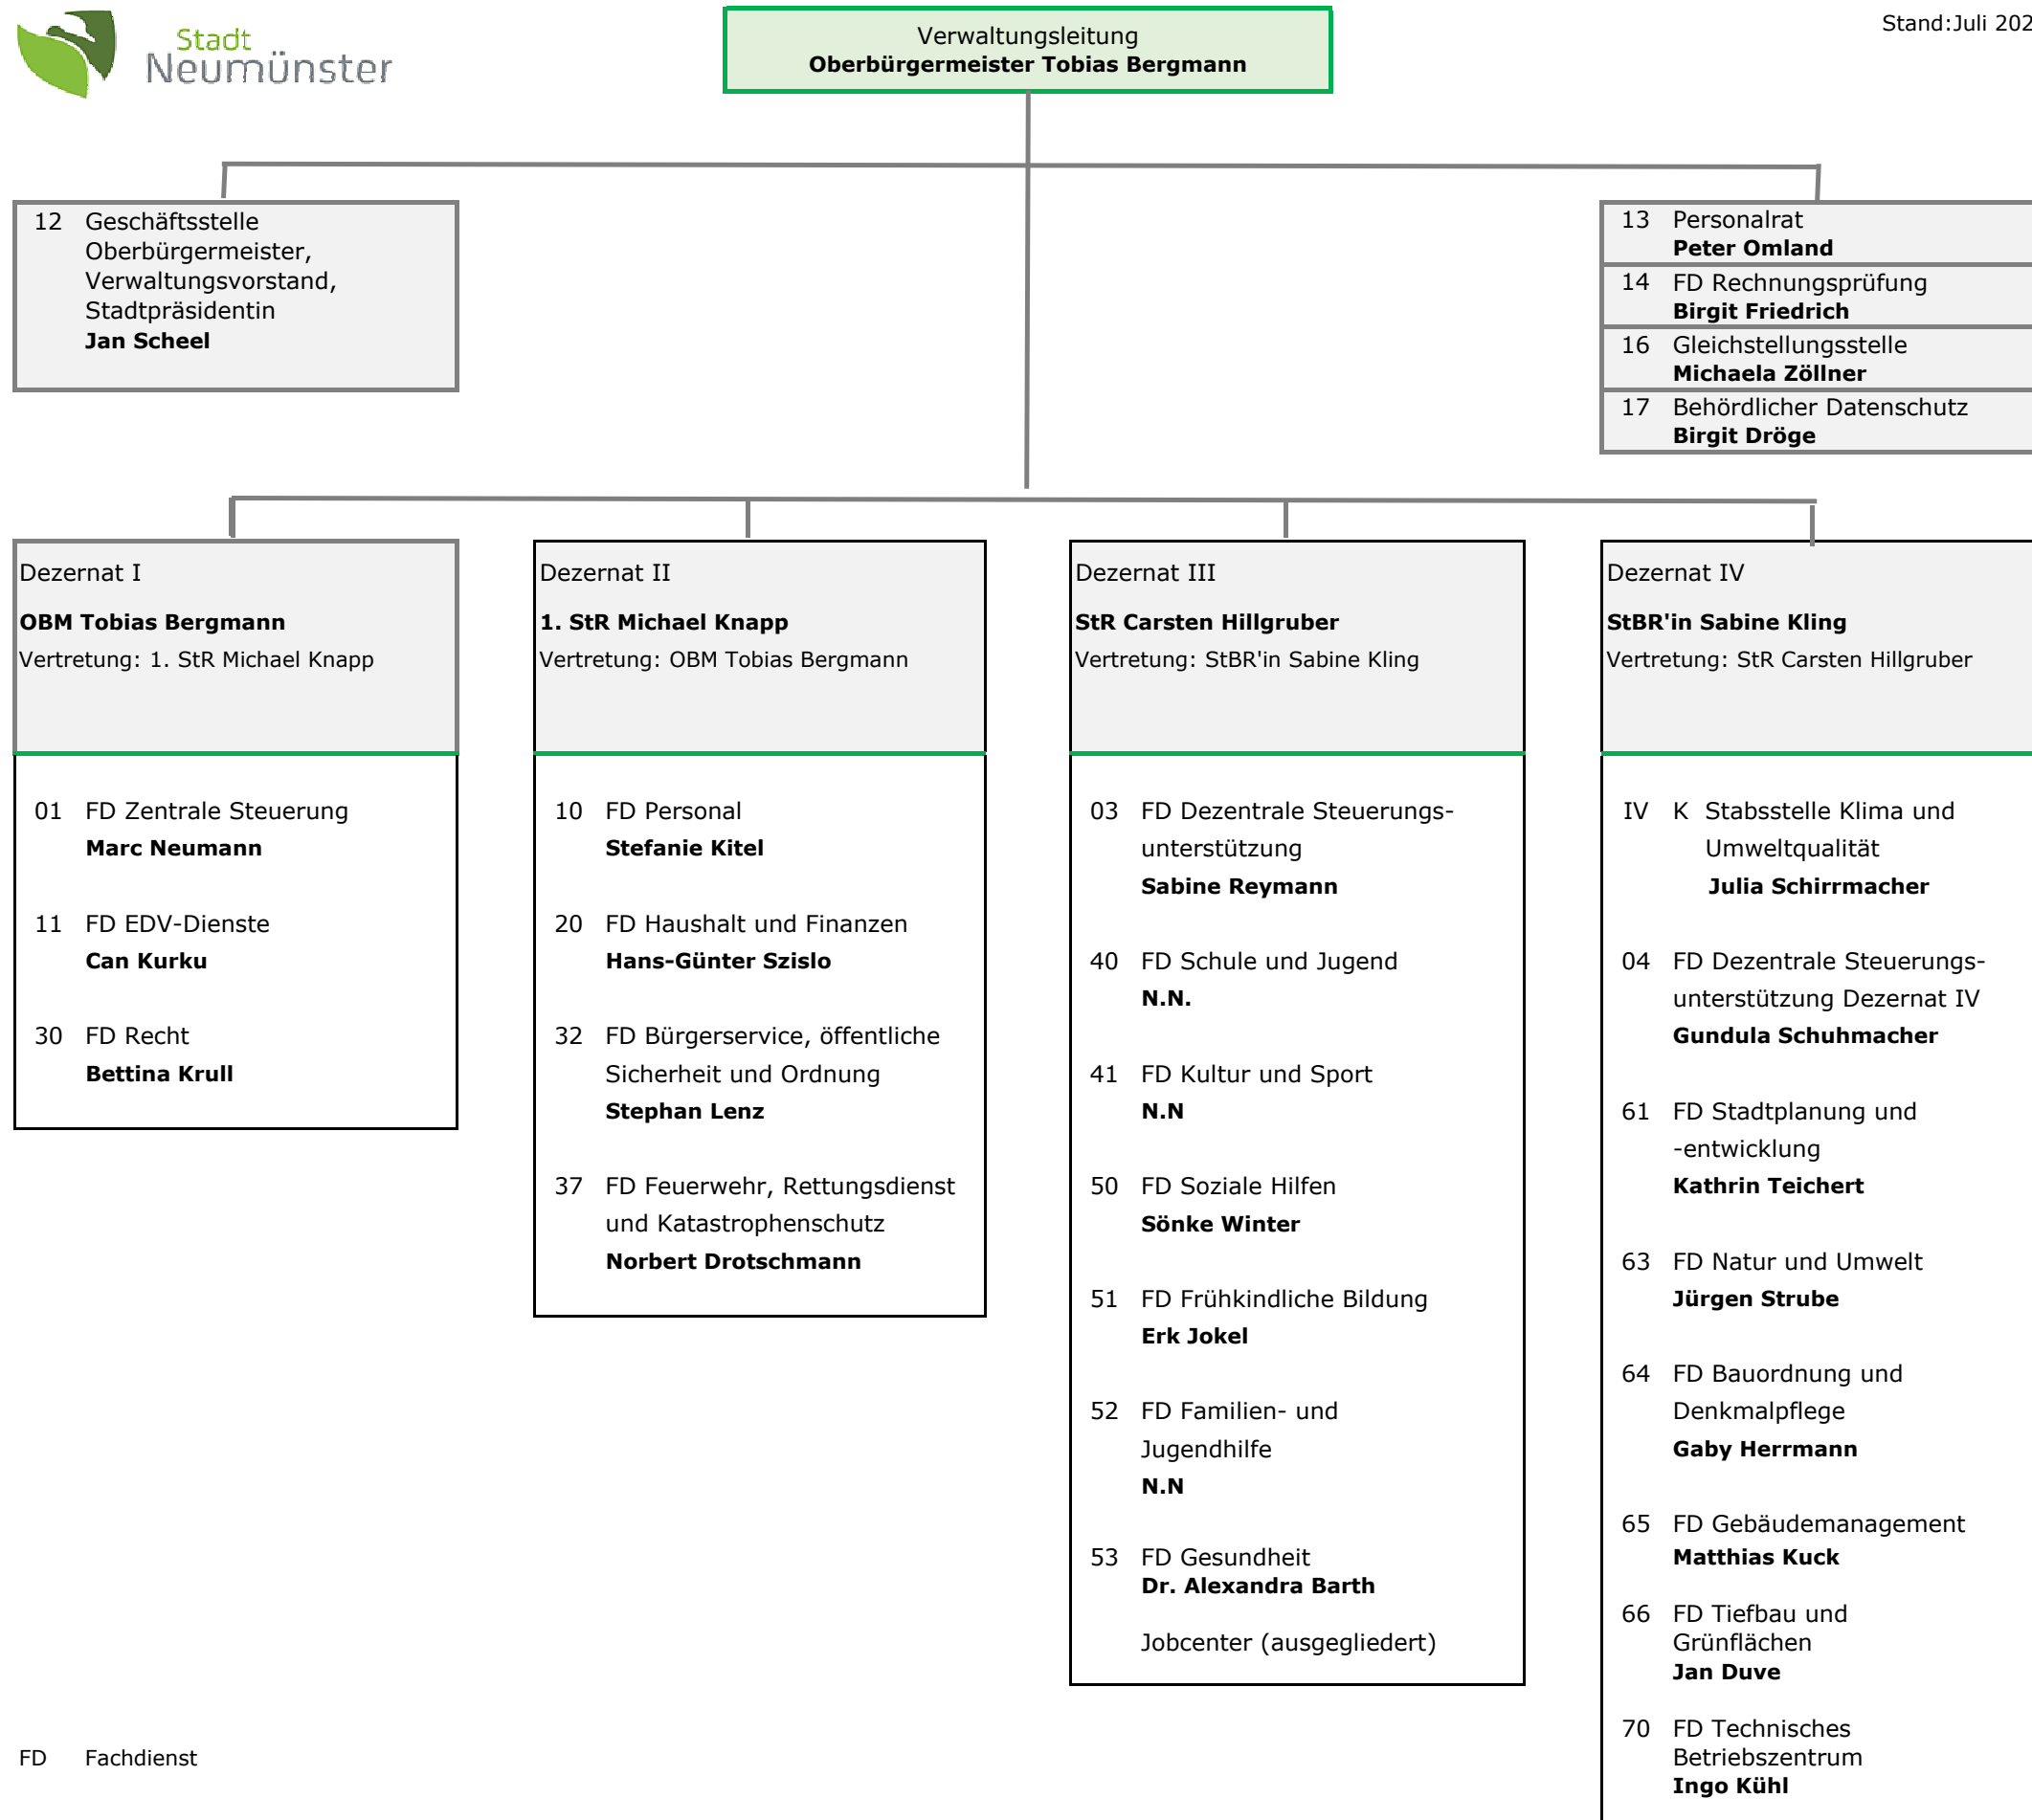 Stadt
Neumünster
Verwaltungsleitung
Oberbürgermeister Tobias Bergmann
Stand:Juli 202
12 Geschäftsstelle
Oberbürgermeister,
Verwaltungsvorstand,
Stadtpräsidentin
Jan Scheel
13 Personalrat
Peter Omland
14 FD Rechnungsprüfung
Birgit Friedrich
16 Gleichstellungsstelle
Michaela Zöllner
17 Behördlicher Datenschutz
Birgit Dröge
Dezernat I
OBM Tobias Bergmann
Vertretung: 1. StR Michael Knapp
01 FD Zentrale Steuerung
Marc Neumann
11 FD EDV-Dienste
Can Kurku
30 FD Recht
Bettina Krull
Dezernat II
1. StR Michael Knapp
Vertretung: OBM Tobias Bergmann
10 FD Personal
Stefanie Kitel
20 FD Haushalt und Finanzen
Hans-Günter Szislo
32 FD Bürgerservice, öffentliche
Sicherheit und Ordnung
Stephan Lenz
37 FD Feuerwehr, Rettungsdienst
und Katastrophenschutz
Norbert Drotschmann
Dezernat III
StR Carsten Hillgruber
Vertretung: StBR'in Sabine Kling
03 FD Dezentrale Steuerungs-
unterstützung
Sabine Reymann
40 FD Schule und Jugend
N.N.
41 FD Kultur und Sport
N.N
50 FD Soziale Hilfen
Sönke Winter
51 FD Frühkindliche Bildung
Erk Jokel
52 FD Familien- und
Jugendhilfe
N.N
53 FD Gesundheit
Dr. Alexandra Barth
Jobcenter (ausgegliedert)
Dezernat IV
StBR'in Sabine Kling
Vertretung: StR Carsten Hillgruber
IV K Stabsstelle Klima und
Umweltqualität
Julia Schirrmacher
04 FD Dezentrale Steuerungs-
unterstützung Dezernat IV
Gundula Schuhmacher
61 FD Stadtplanung und
-entwicklung
Kathrin Teichert
63 FD Natur und Umwelt
Jürgen Strube
64 FD Bauordnung und
Denkmalpflege
Gaby Herrmann
65 FD Gebäudemanagement
Matthias Kuck
66 FD Tiefbau und
Grünflächen
Jan Duve
70 FD Technisches
Betriebszentrum
Ingo Kühl
FD Fachdienst